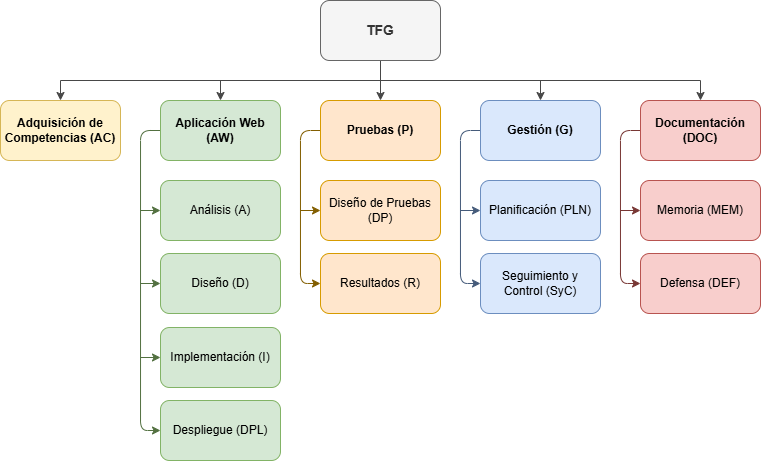 TFG
Adquisición de
Competencias (AC)
Aplicación Web
(AW)
Análisis (A)
Diseño (D)
Implementación (I)
Despliegue (DPL)
Pruebas (P)
Diseño de Pruebas
(DP)
Resultados (R)
Gestión (G)
Planificación (PLN)
Seguimiento y
Control (SyC)
Documentación
(DOC)
Memoria (MEM)
Defensa (DEF)